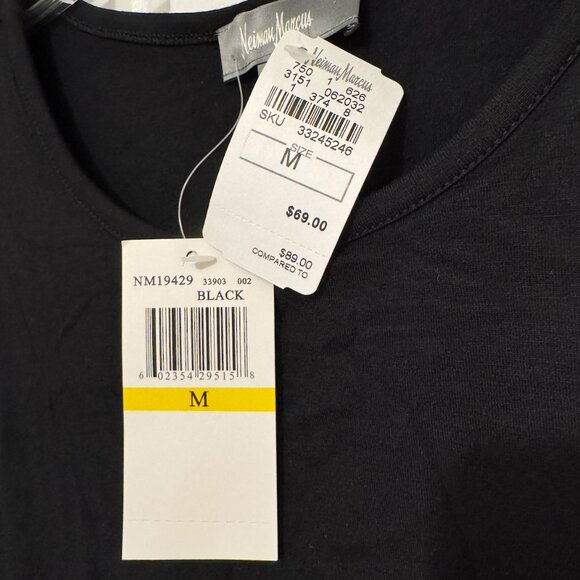 Neiman Marcus
Neiman Marcus
750 1 626
3151 062032
1 374 8
SKU 33245246
SIZE
M
$69.00
$89.00
COMPARED TO
NM19429 33903 002
BLACK
6 02354 29515 8
M